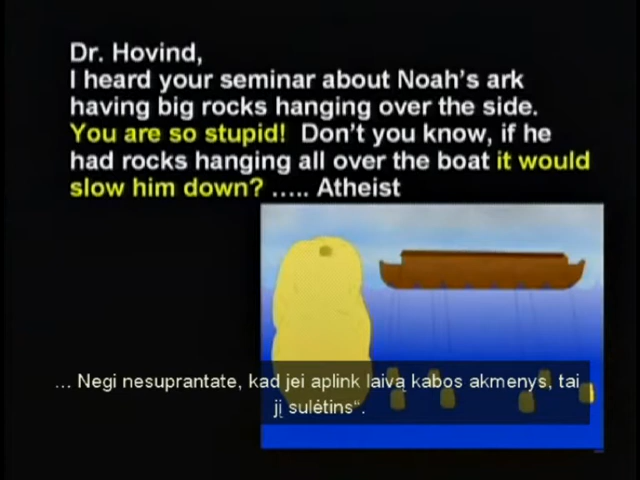 Dr. Hovind,
I heard your seminar about Noah's ark
having big rocks hanging over the side.
You are so stupid! Don't you know, if he
had rocks hanging all over the boat it would
slow him down? ..... Atheist
... Negi nesuprantate, kad jei aplink laivą kabos akmenys, tai
jį sulėtins“.